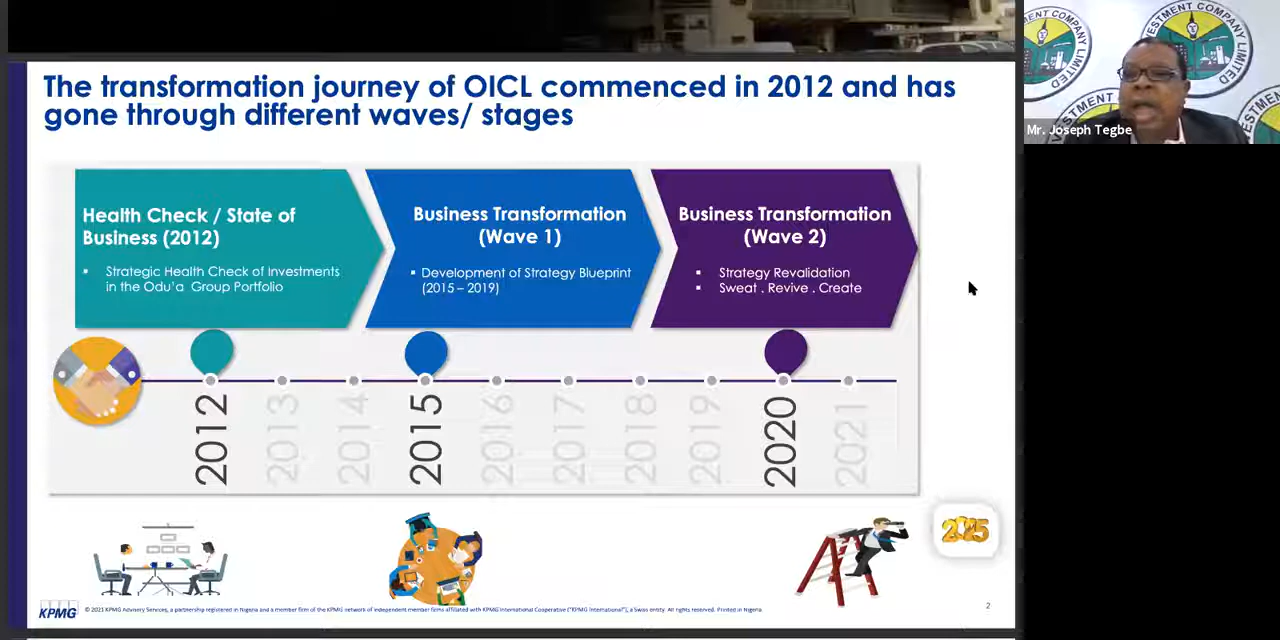 The transformation journey of OICL commenced in 2012 and has
gone through different waves/ stages
Health Check / State of
Business (2012)
▪ Strategic Health Check of Investments
in the Odu'a Group Portfolio
Business Transformation
(Wave 1)
▪ Development of Strategy Blueprint
(2015 – 2019)
Business Transformation
(Wave 2)
▪ Strategy Revalidation
▪ Sweat . Revive . Create
2012
2013
2014
2015
2016
2017
2018
2019
2020
2021
2025
KPMG
© 2021 KPMG Advisory Services, a partnership registered in Nigeria and a member firm of the KPMG network of independent member firms affiliated with KPMG International Cooperative ("KPMG International"), a Swiss entity. All rights reserved. Printed in Nigeria
2
VESTMENT COMPANY LIMITED
Mr. Joseph Tegbe